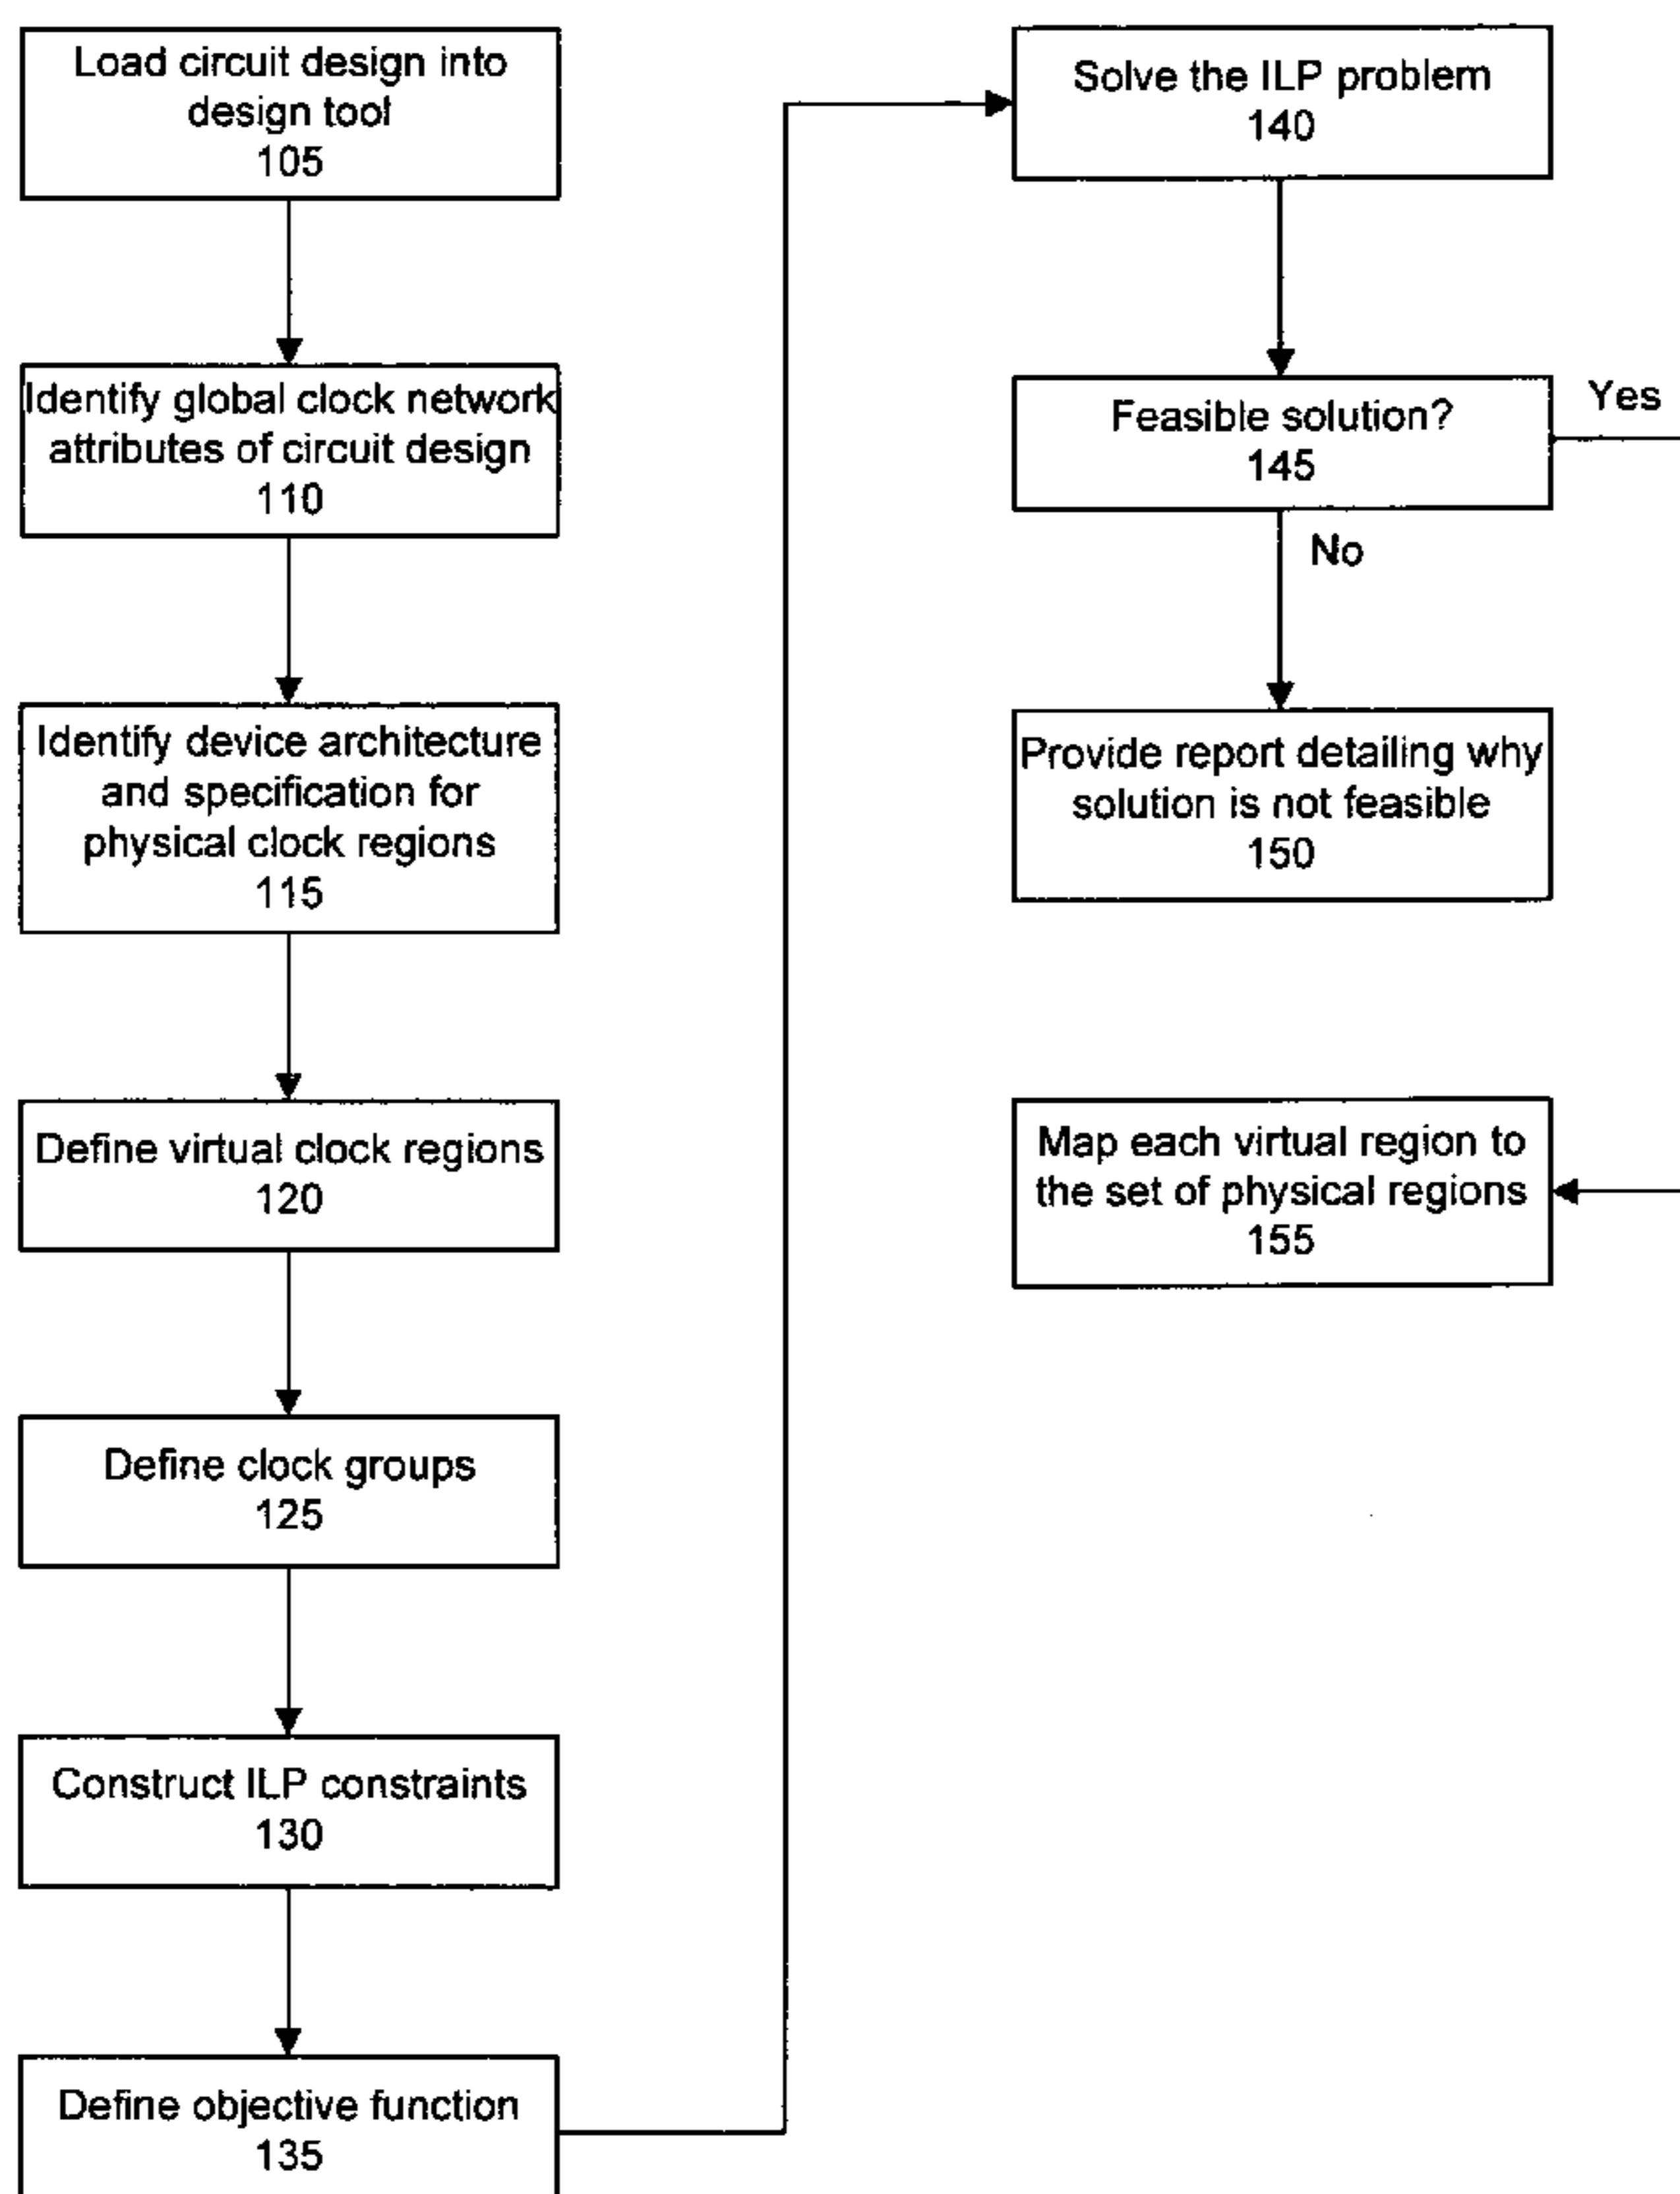 Load circuit design into
design tool
105
Identify global clock network
attributes of circuit design
110
Identify device architecture
and specification for
physical clock regions
115
Define virtual clock regions
120
Define clock groups
125
Construct ILP constraints
130
Define objective function
135
Solve the ILP problem
140
Feasible solution?
145
Yes
No
Provide report detailing why
solution is not feasible
150
Map each virtual region to
the set of physical regions
155